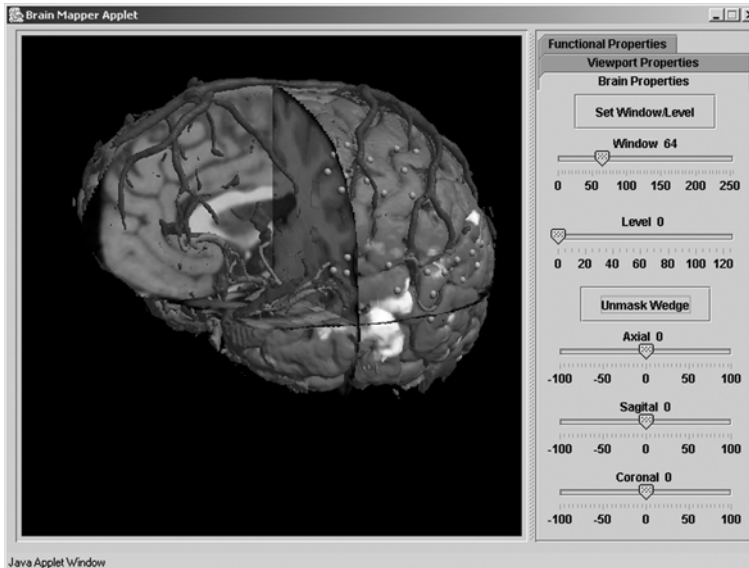 Brain Mapper Applet
Functional Properties
Viewport Properties
Brain Properties
Set Window/Level
Window 64
0 50 100 150 200 250
Level 0
0 20 40 60 80 100 120
Unmask Wedge
Axial 0
-100 -50 0 50 100
Sagital 0
-100 -50 0 50 100
Coronal 0
-100 -50 0 50 100
Java Applet Window